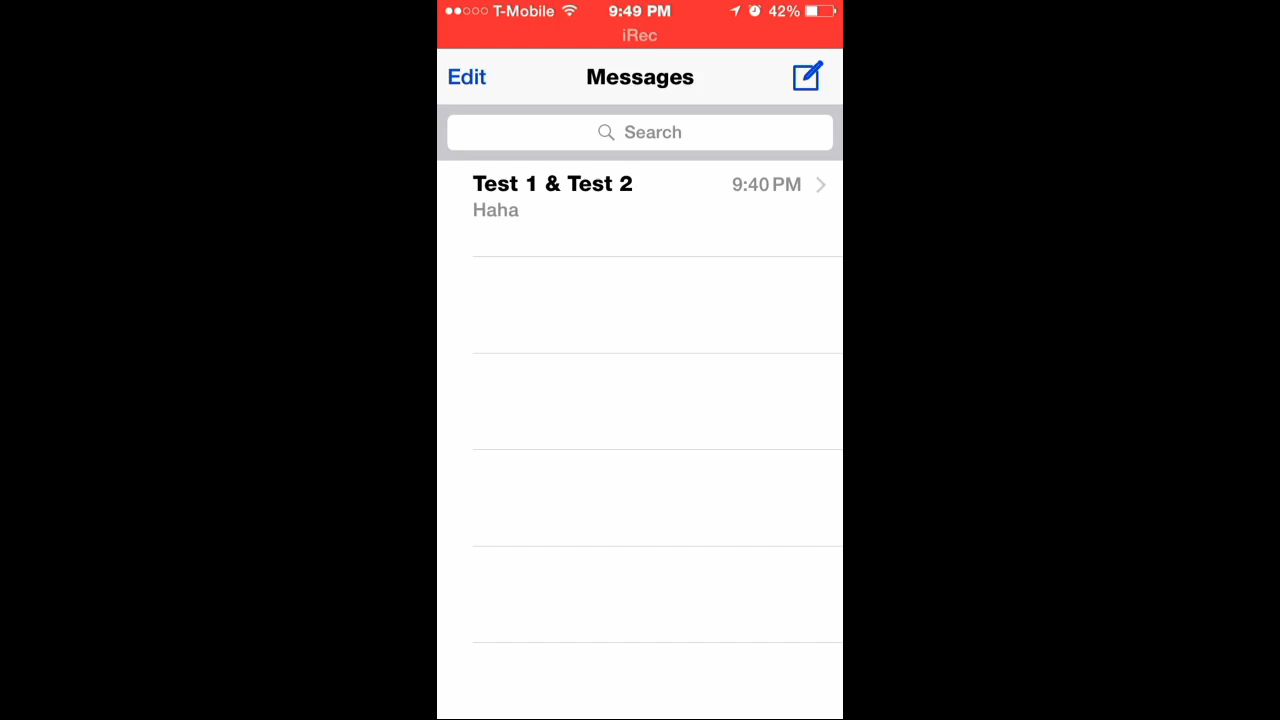 T-Mobile 9:49 PM 42%
iRec
Edit Messages
Search
Test 1 & Test 2 9:40 PM
Haha